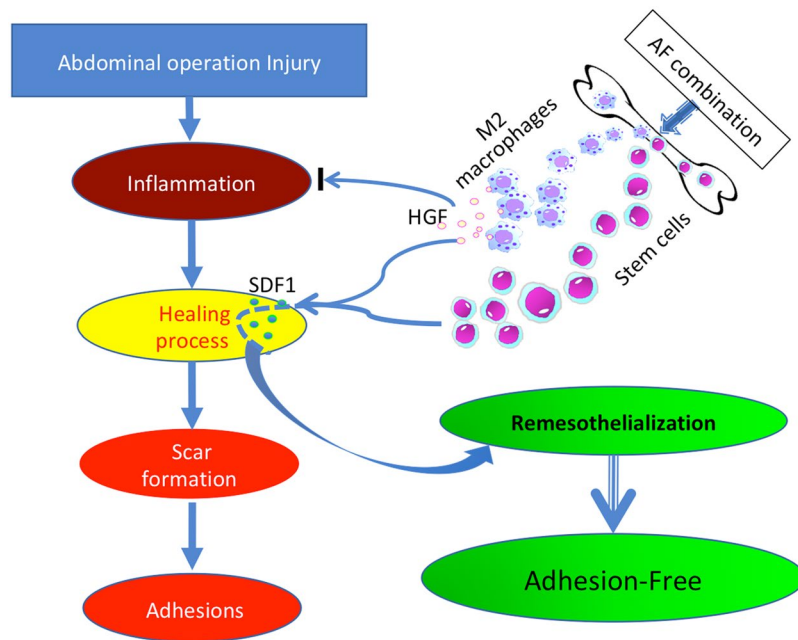 Abdominal operation Injury
AF combination
M2
macrophages
Inflammation
HGF
Stem cells
SDF1
Healing
process
Remesothelialization
Scar
formation
Adhesion-Free
Adhesions